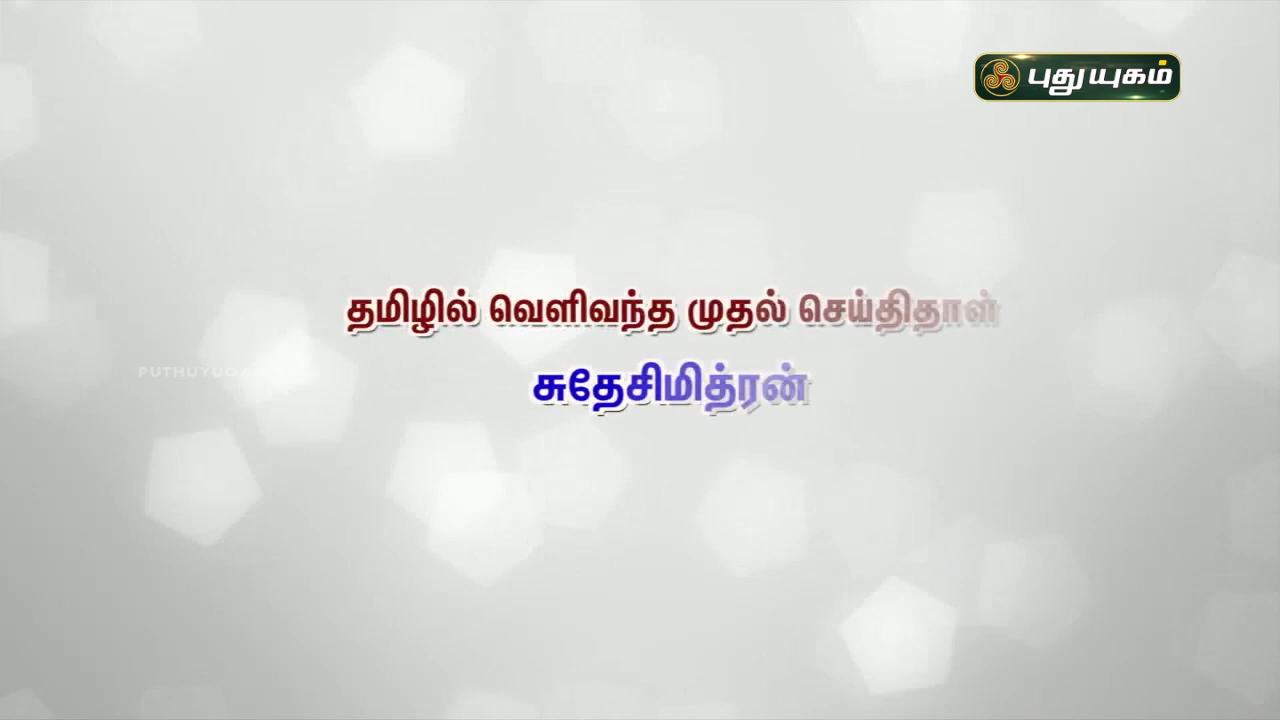 புதுயுகம்
தமிழில் வெளிவந்த முதல் செய்திதாள்
சுதேசிமித்ரன்